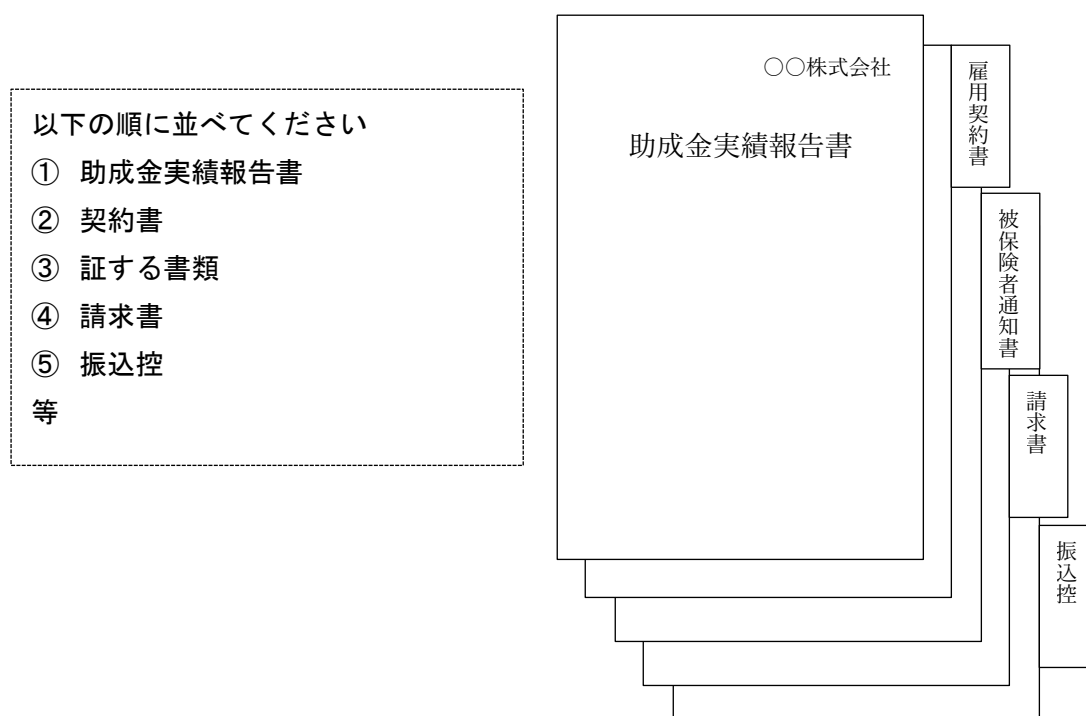 以下の順に並べてください
① 助成金実績報告書
② 契約書
③ 証する書類
④ 請求書
⑤ 振込控
等
○○株式会社
助成金実績報告書
雇用契約書
被保険者通知書
請求書
振込控